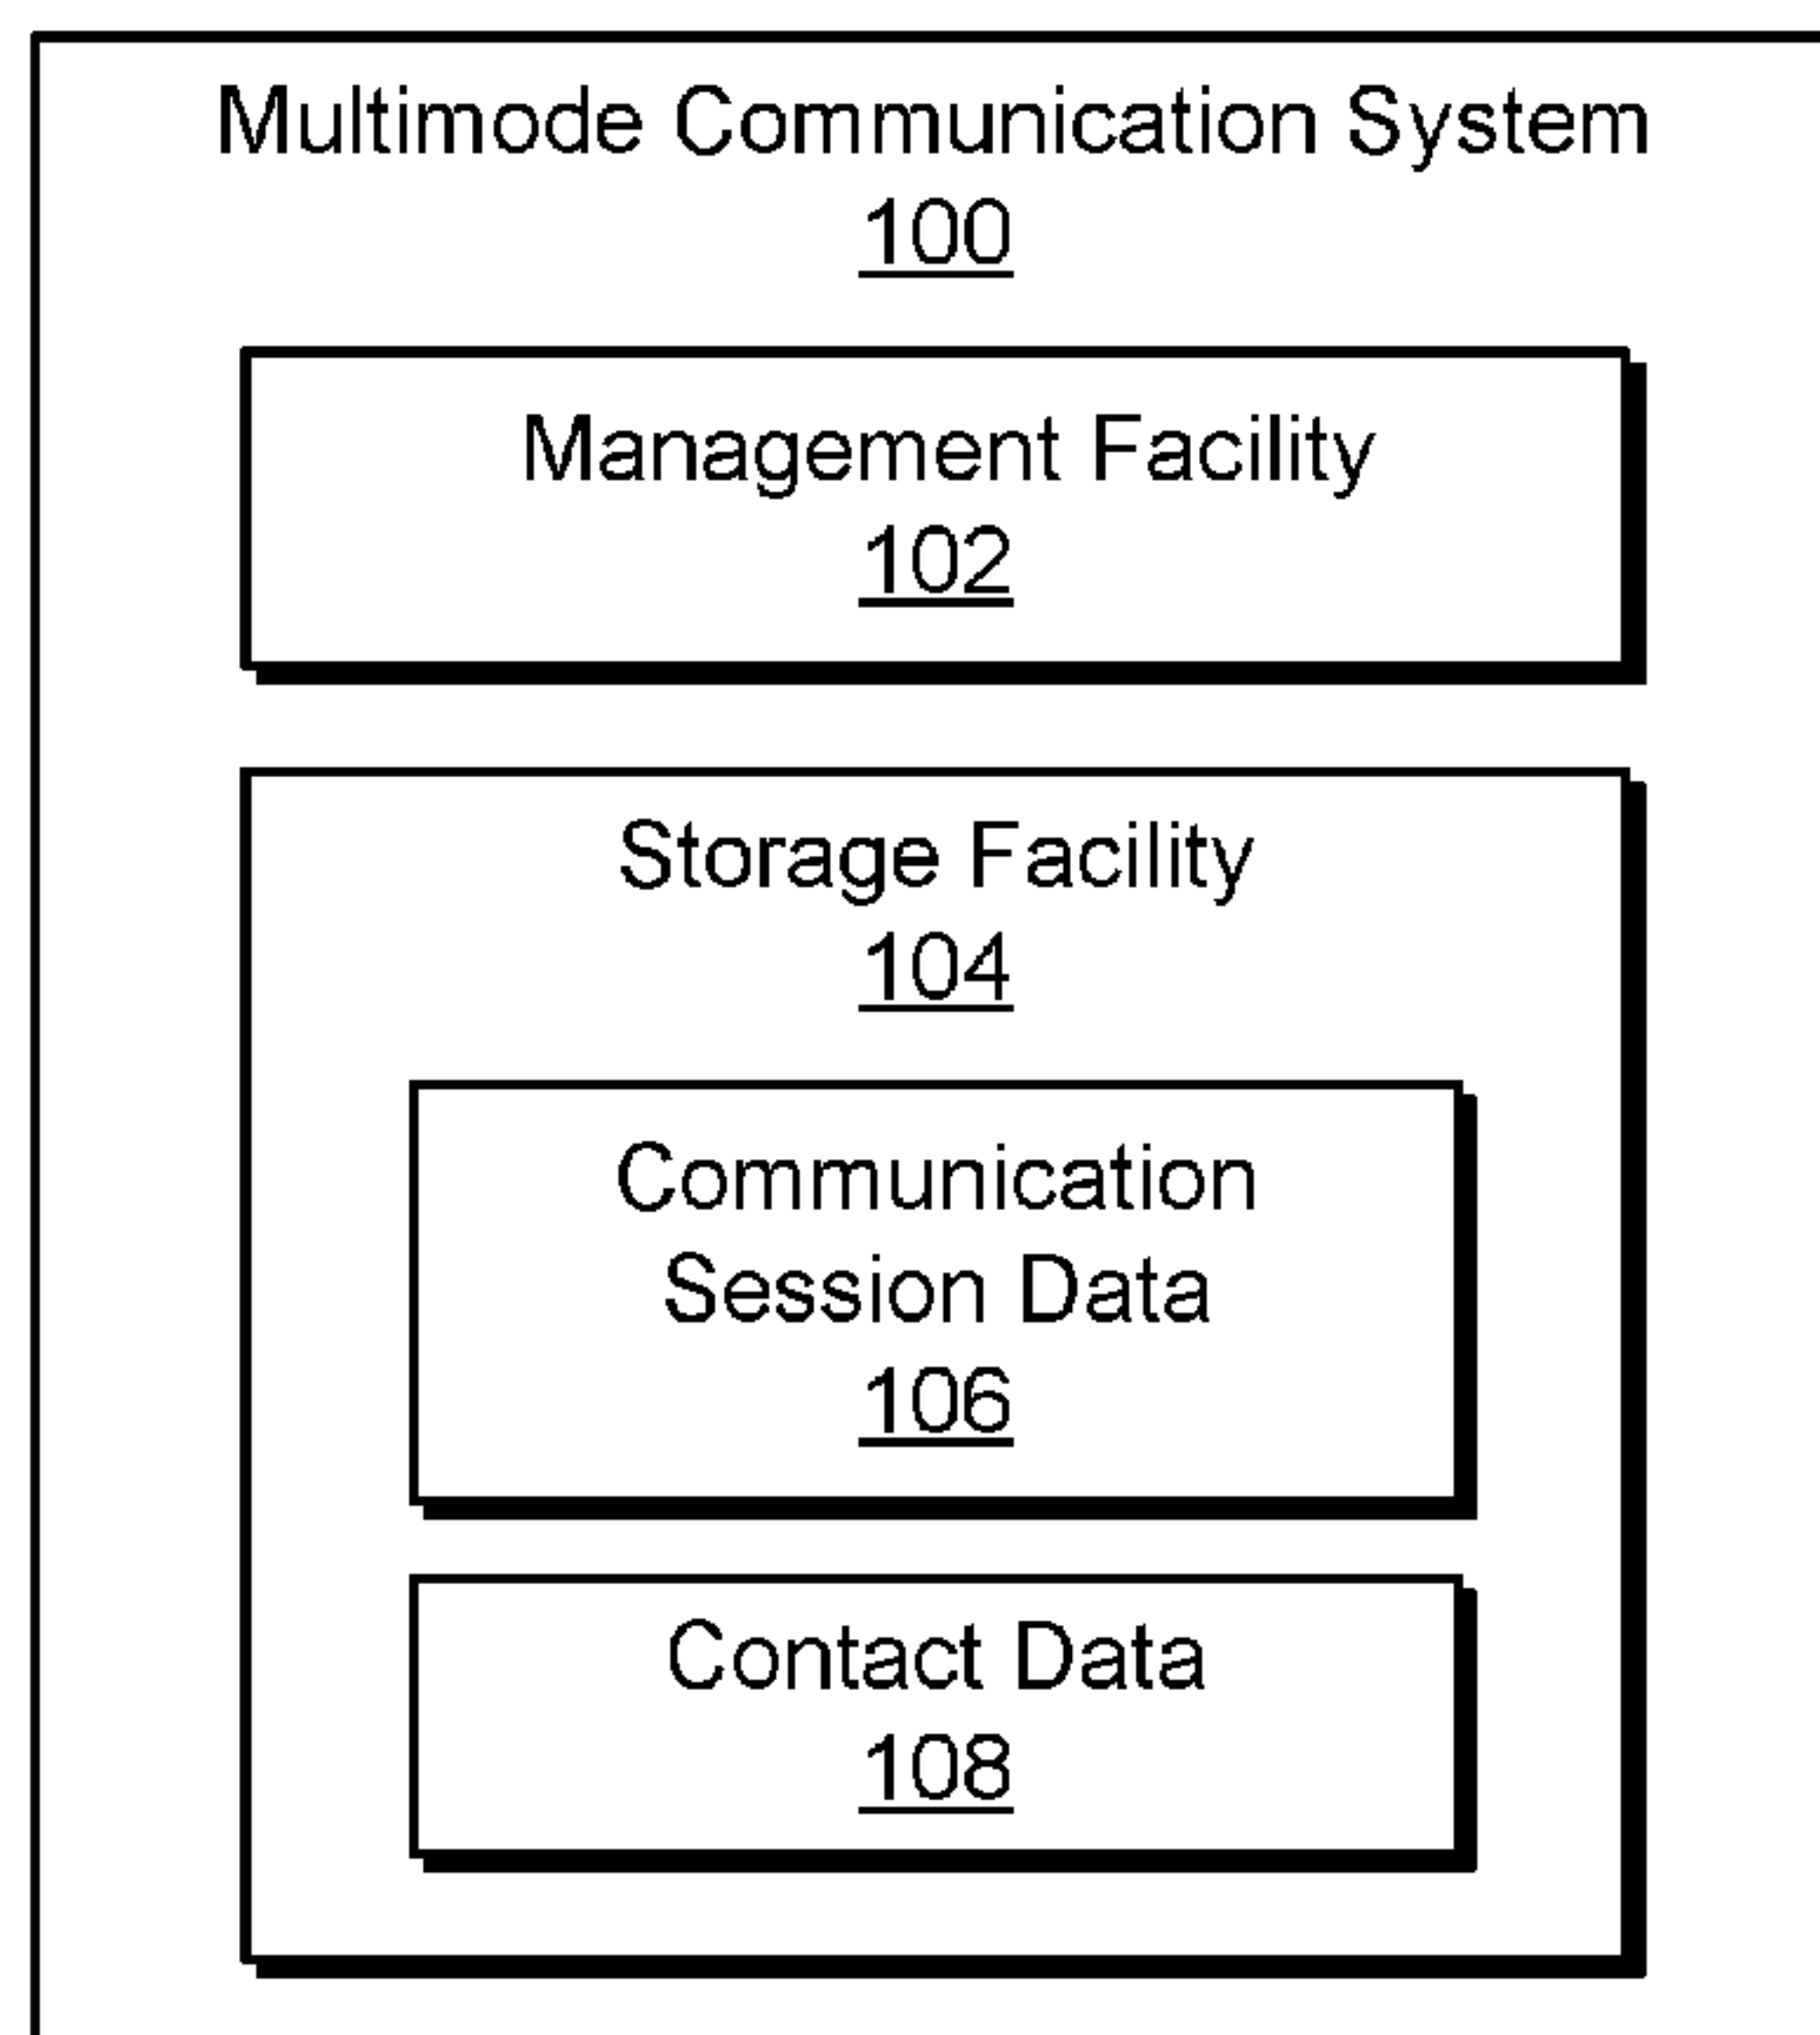 Multimode Communication System
100
Management Facility
102
Storage Facility
104
Communication
Session Data
106
Contact Data
108